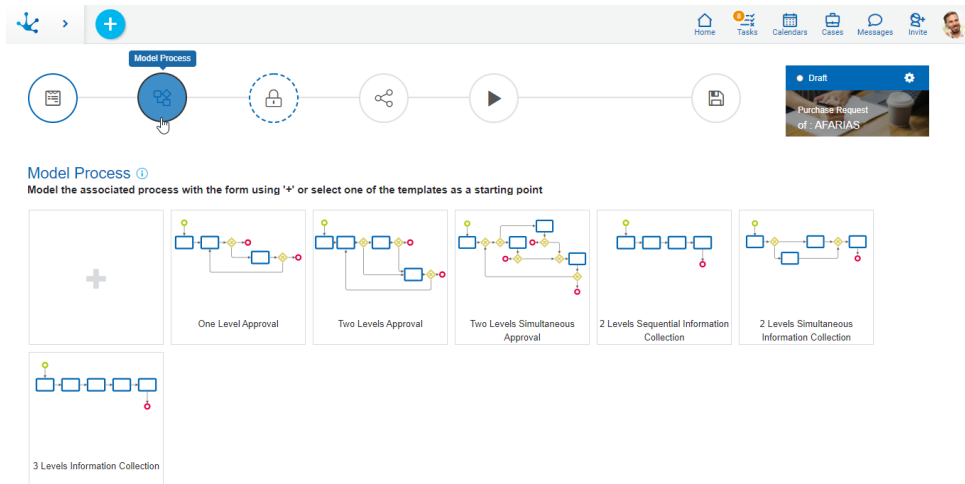 6
Home
Tasks
Calendars
Cases
Messages
Invite
Model Process
Draft
Purchase Request
of : AFARIAS
Model Process
Model the associated process with the form using '+' or select one of the templates as a starting point
One Level Approval
Two Levels Approval
Two Levels Simultaneous
Approval
2 Levels Sequential Information
Collection
2 Levels Simultaneous
Information Collection
3 Levels Information Collection